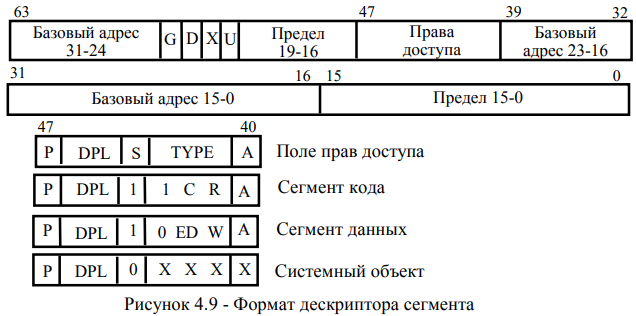 63 47 39 32
Базовый адрес 31-24 G D X U Предел 19-16 Права доступа Базовый адрес 23-16
31 16 15 0
Базовый адрес 15-0 Предел 15-0
47 40
P DPL S TYPE A Поле прав доступа
P DPL 1 1 C R A Сегмент кода
P DPL 1 0 ED W A Сегмент данных
P DPL 0 X X X X Системный объект
Рисунок 4.9 - Формат дескриптора сегмента